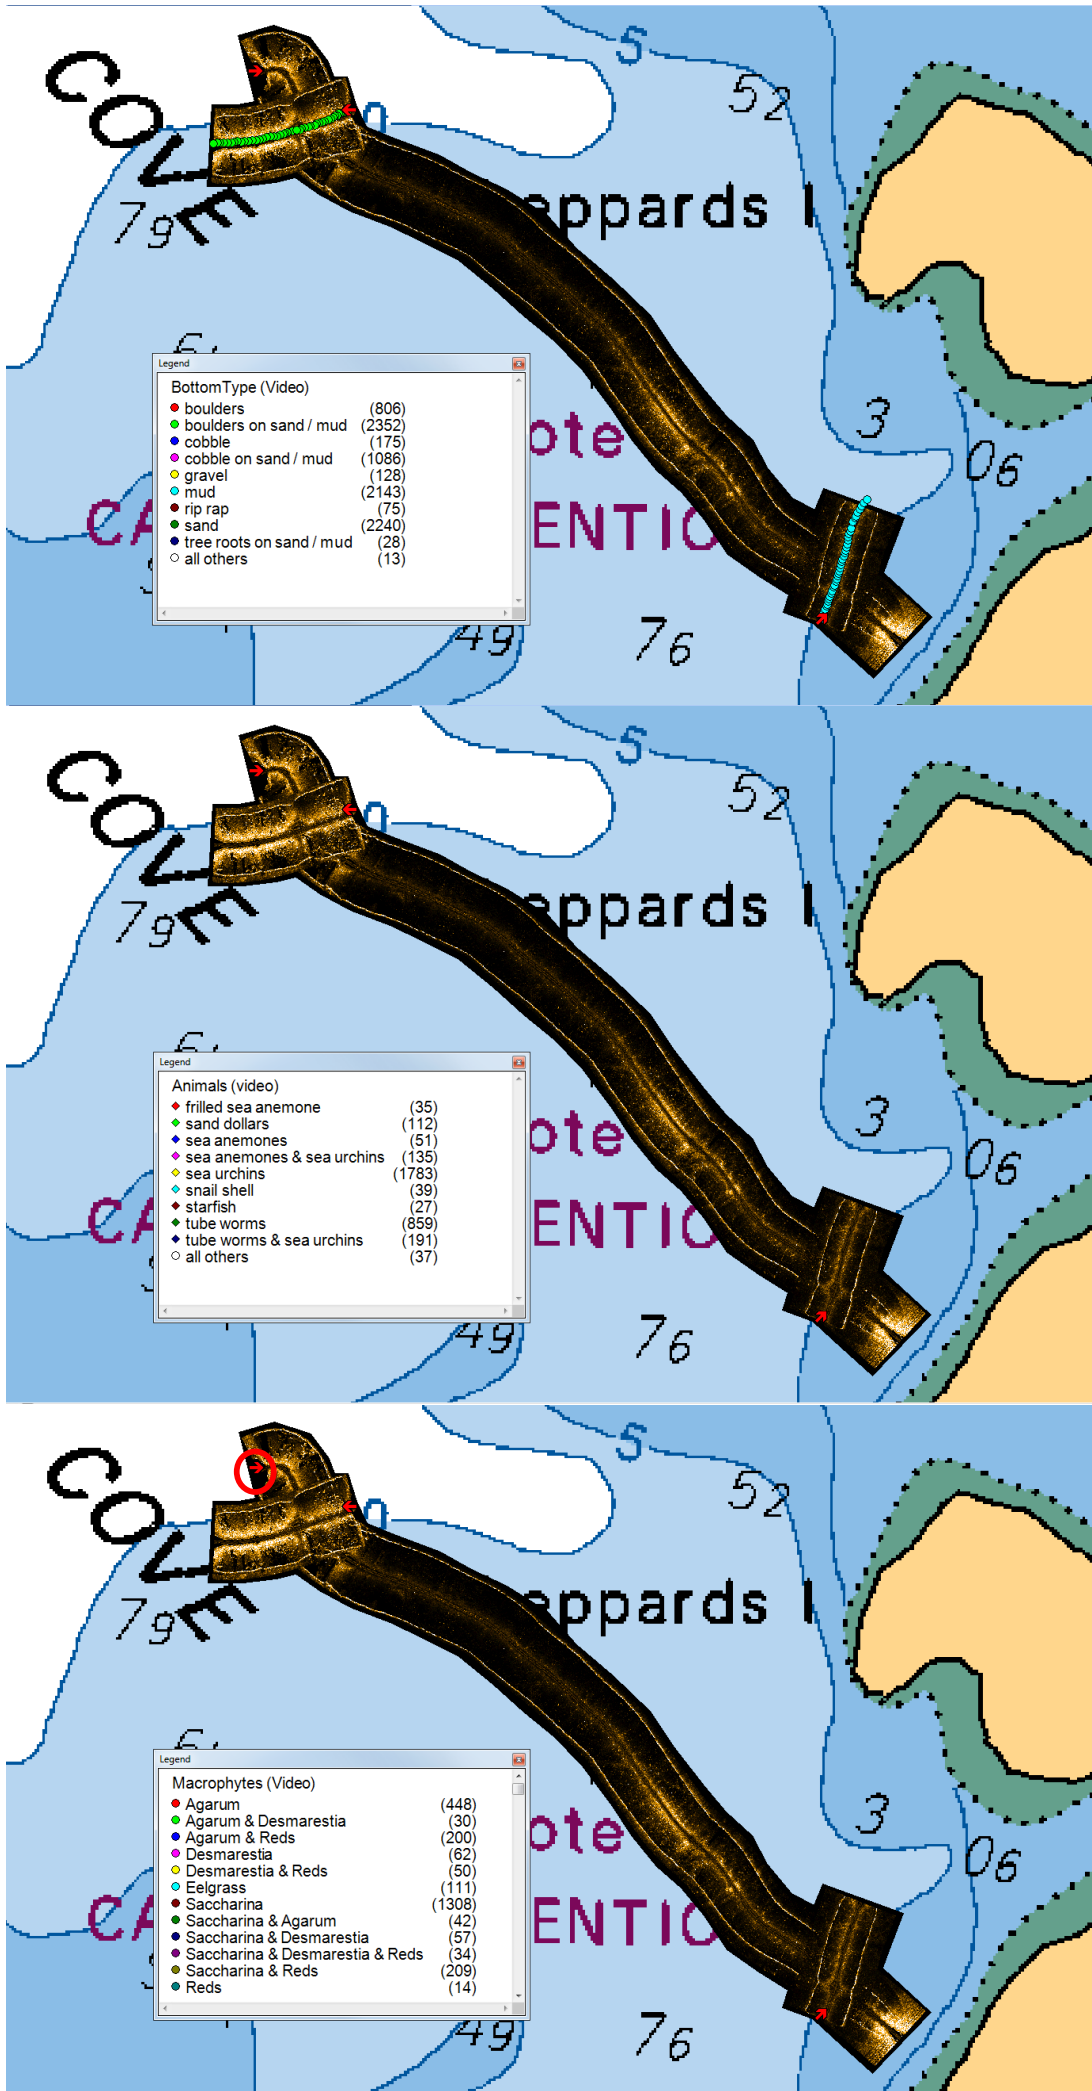 5
52
COVE
0
eppards I
79
6
Legend
BottomType (Video)
boulders (806)
boulders on sand / mud (2352)
cobble (175)
cobble on sand / mud (1086)
gravel (128)
mud (2143)
rip rap (75)
sand (2240)
tree roots on sand / mud (28)
all others (13)
ote
3
06
CA
ENTIO
49
76
5
52
COVE
0
eppards I
79
6
Legend
Animals (video)
frilled sea anemone (35)
sand dollars (112)
sea anemones (51)
sea anemones & sea urchins (135)
sea urchins (1783)
snail shell (39)
starfish (27)
tube worms (859)
tube worms & sea urchins (191)
all others (37)
ote
3
06
CA
ENTIO
49
76
5
52
COVE
0
eppards I
79
6
Legend
Macrophytes (Video)
Agarum (448)
Agarum & Desmarestia (30)
Agarum & Reds (200)
Desmarestia (62)
Desmarestia & Reds (50)
Eelgrass (111)
Saccharina (1308)
Saccharina & Agarum (42)
Saccharina & Desmarestia (57)
Saccharina & Desmarestia & Reds (34)
Saccharina & Reds (209)
Reds (14)
ote
3
06
CA
ENTIO
49
76